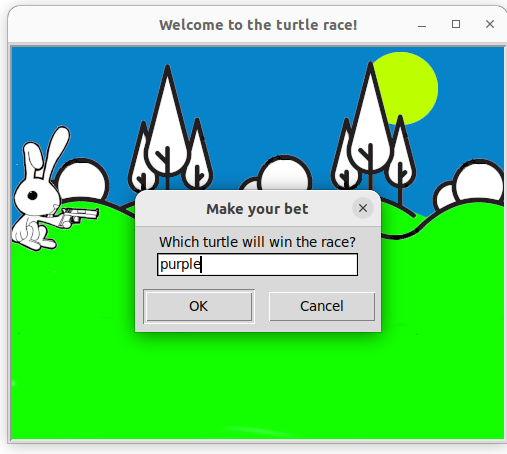 Welcome to the turtle race!
Make your bet
Which turtle will win the race?
purple
OK
Cancel